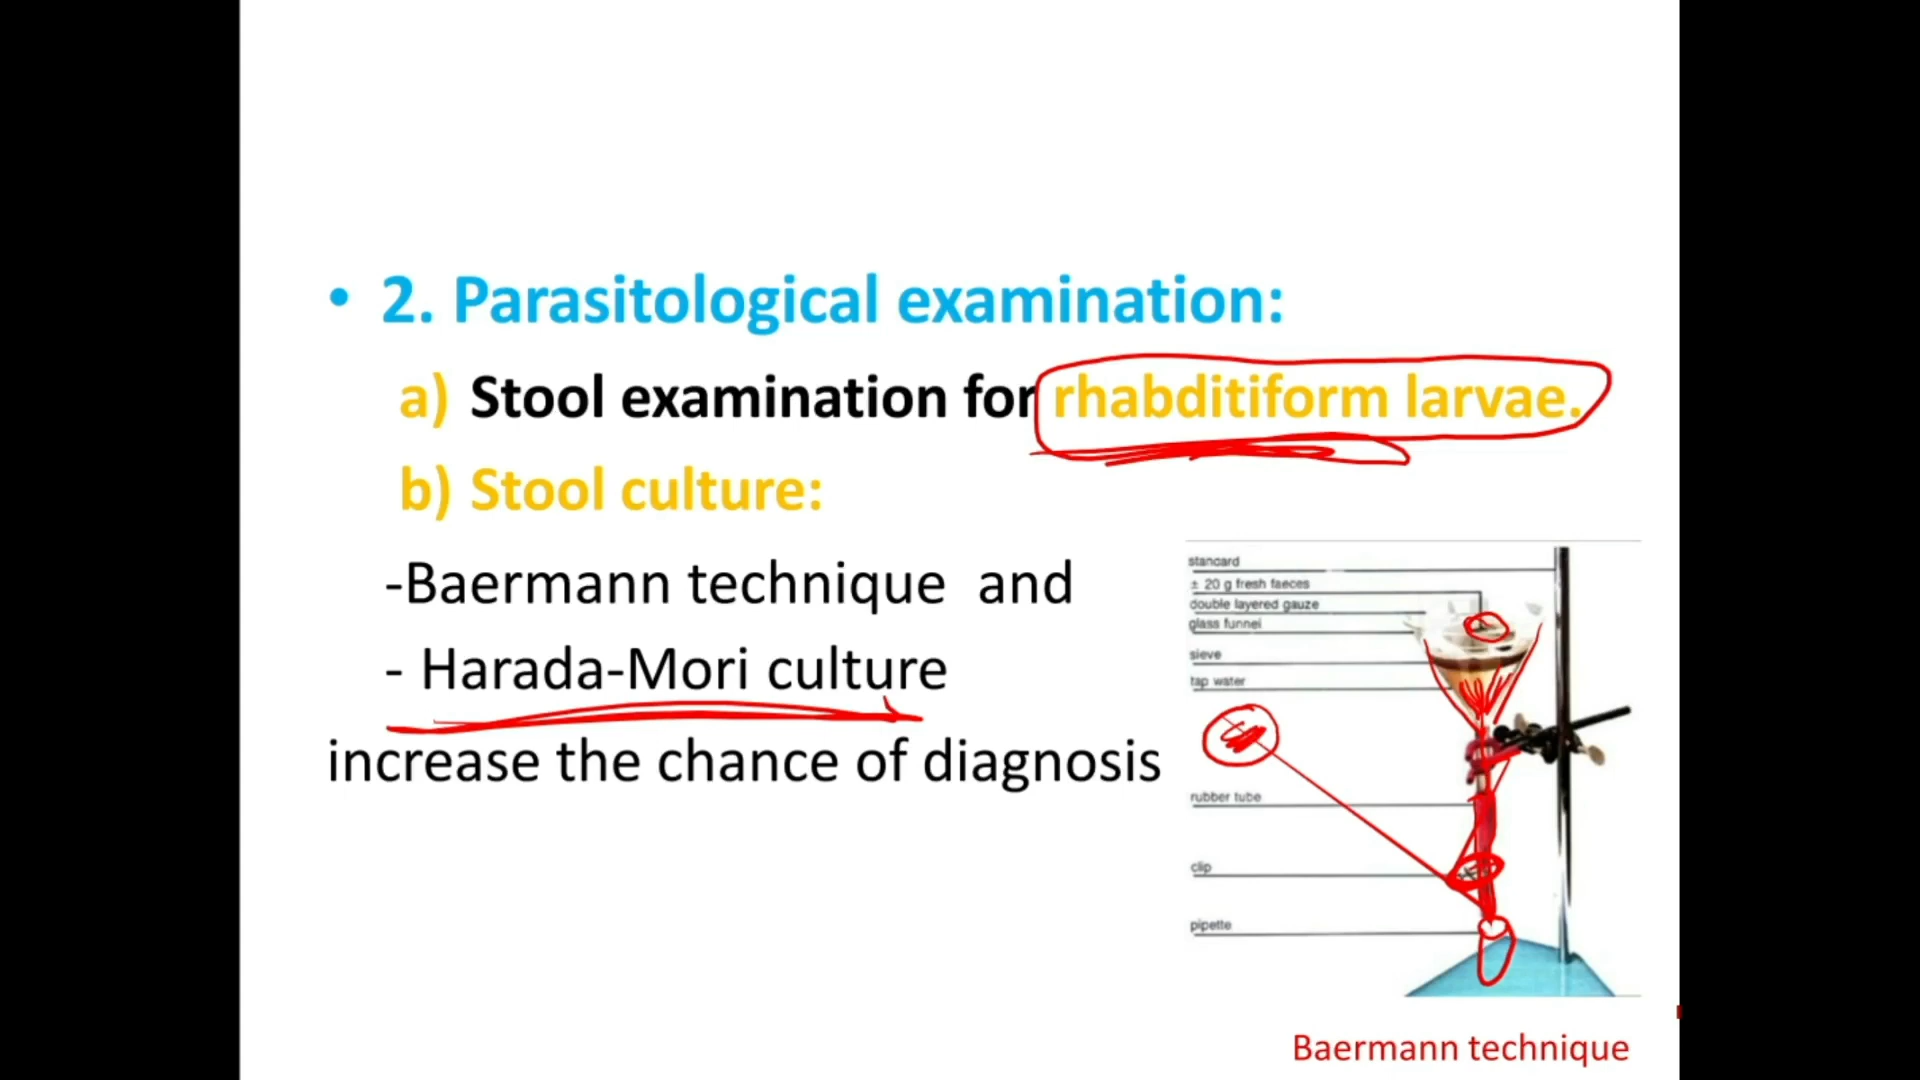 • 2. Parasitological examination:
a) Stool examination for rhabditiform larvae.
b) Stool culture:
-Baermann technique and
- Harada-Mori culture
increase the chance of diagnosis
standard
± 20 g fresh faeces
double layered gauze
glass funnel
sieve
tap water
rubber tube
clip
pipette
Baermann technique